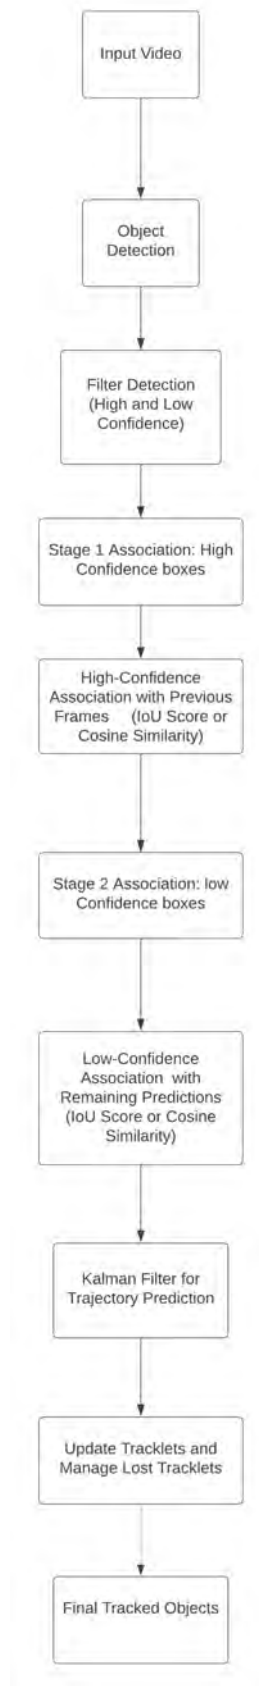 Input Video
Object
Detection
Filter Detection
(High and Low
Confidence)
Stage 1 Association: High
Confidence boxes
High-Confidence
Association with Previous
Frames (IoU Score or
Cosine Similarity)
Stage 2 Association: low
Confidence boxes
Low-Confidence
Association with
Remaining Predictions
(IoU Score or Cosine
Similarity)
Kalman Filter for
Trajectory Prediction
Update Tracklets and
Manage Lost Tracklets
Final Tracked Objects